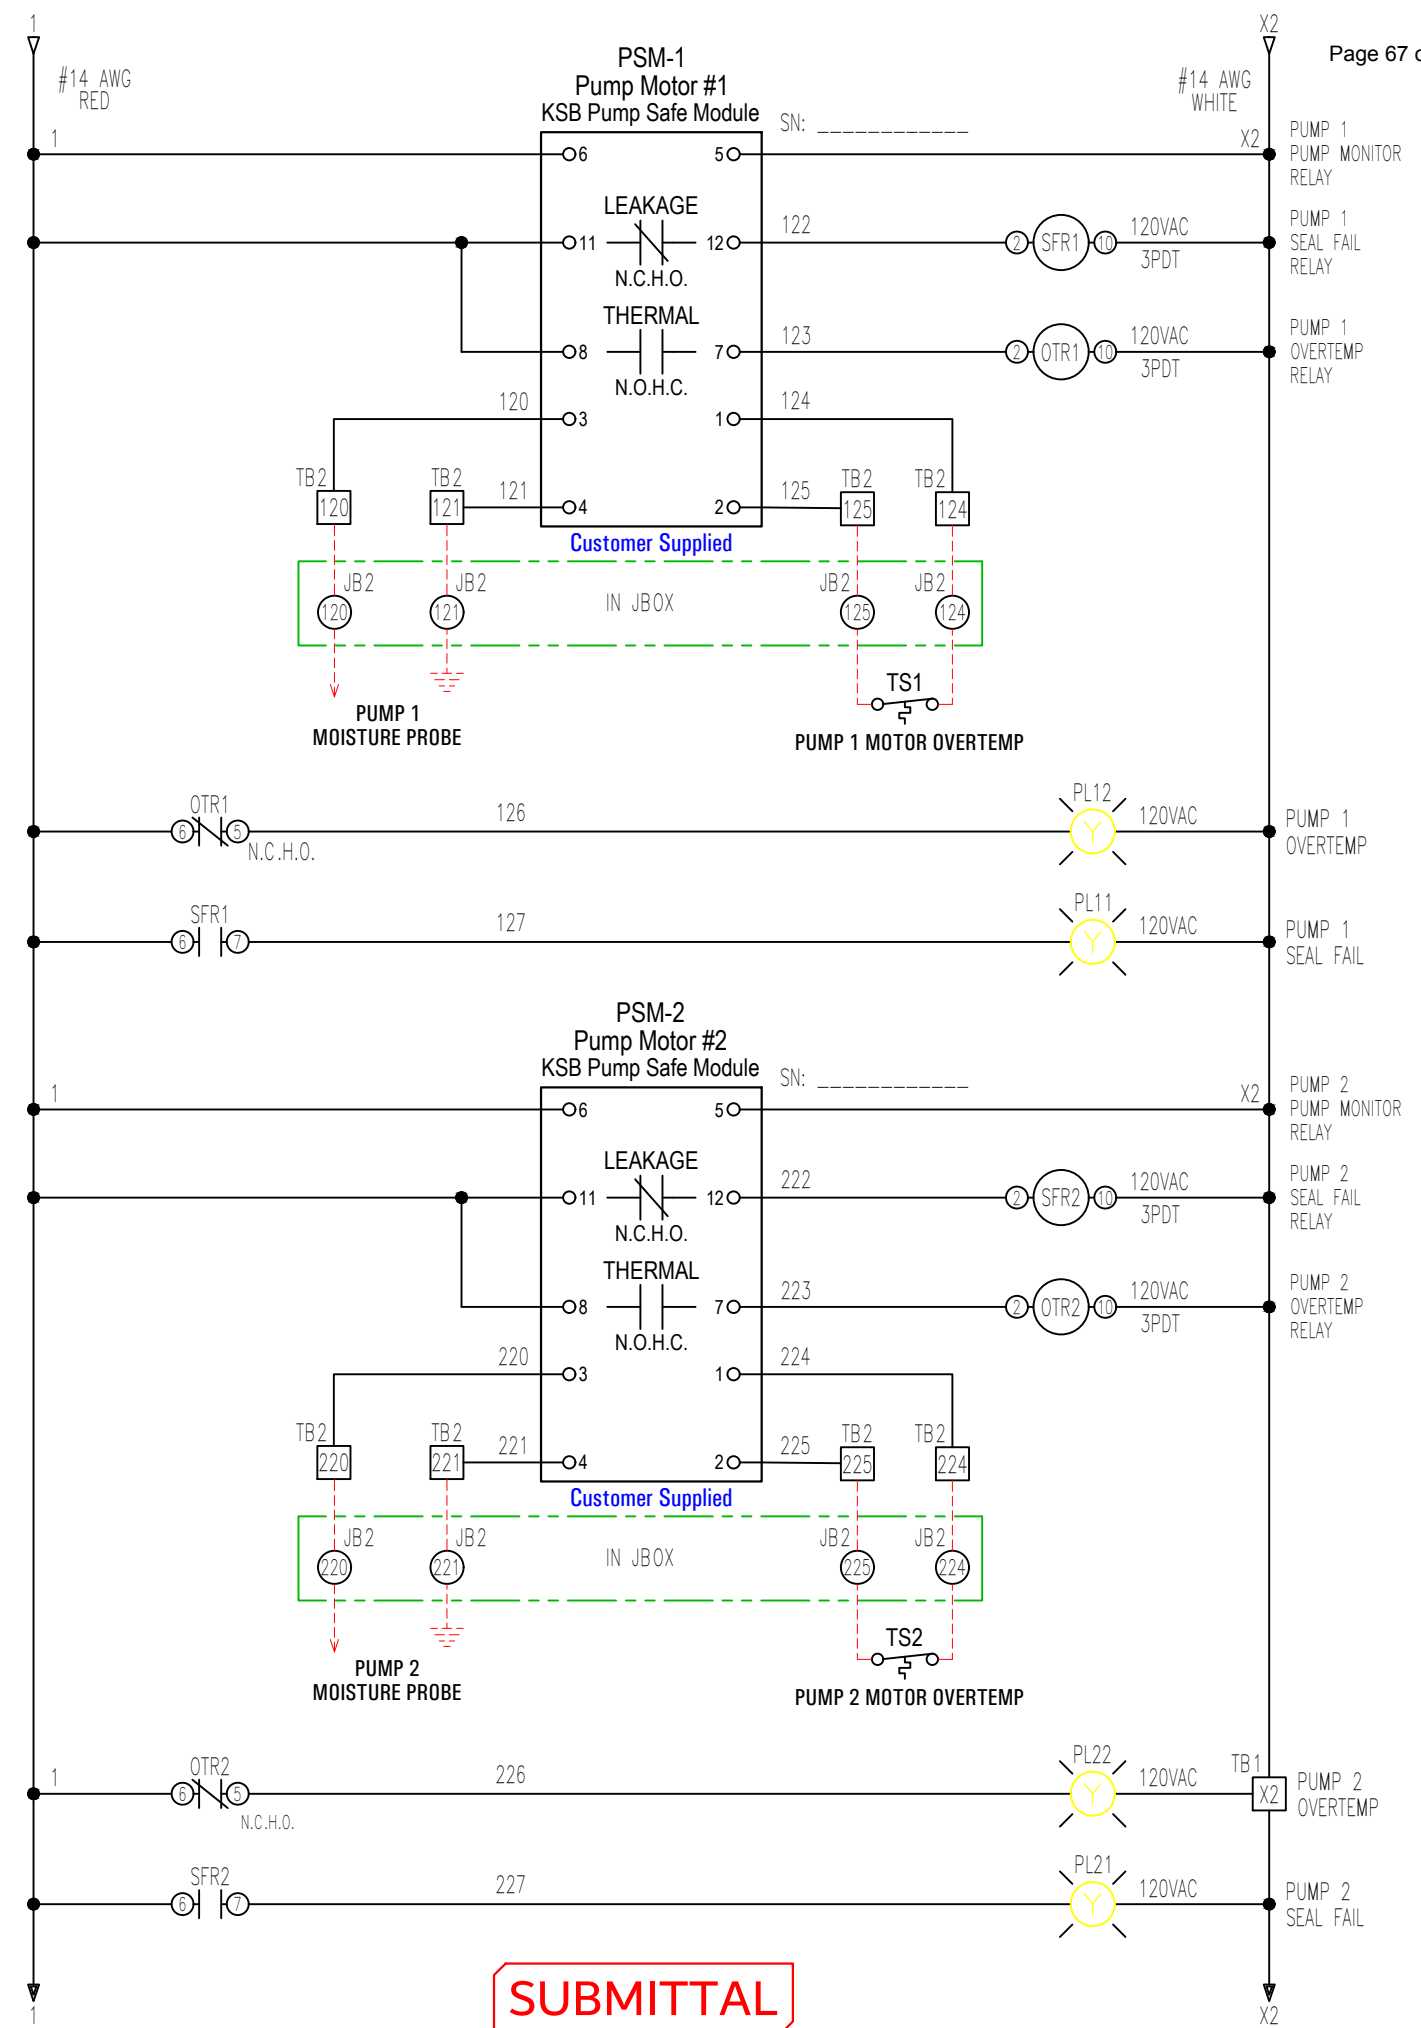 1
X2
Page 67 o
#14 AWG
RED
PSM-1
Pump Motor #1
KSB Pump Safe Module
SN: ____________
#14 AWG
WHITE
1
6
5
X2
PUMP 1
PUMP MONITOR
RELAY
LEAKAGE
11
12
N.C.H.O.
122
2
SFR1
10
120VAC
3PDT
PUMP 1
SEAL FAIL
RELAY
THERMAL
8
7
N.O.H.C.
123
2
OTR1
10
120VAC
3PDT
PUMP 1
OVERTEMP
RELAY
120
3
1
124
TB2
120
TB2
121
121
4
2
125
TB2
125
TB2
124
Customer Supplied
JB2
120
JB2
121
IN JBOX
JB2
125
JB2
124
TS1
PUMP 1
MOISTURE PROBE
PUMP 1 MOTOR OVERTEMP
OTR1
6
5
N.C.H.O.
126
PL12
Y
120VAC
PUMP 1
OVERTEMP
SFR1
6
7
127
PL11
Y
120VAC
PUMP 1
SEAL FAIL
PSM-2
Pump Motor #2
KSB Pump Safe Module
SN: ____________
1
6
5
X2
PUMP 2
PUMP MONITOR
RELAY
LEAKAGE
11
12
N.C.H.O.
222
2
SFR2
10
120VAC
3PDT
PUMP 2
SEAL FAIL
RELAY
THERMAL
8
7
N.O.H.C.
223
2
OTR2
10
120VAC
3PDT
PUMP 2
OVERTEMP
RELAY
220
3
1
224
TB2
220
TB2
221
221
4
2
225
TB2
225
TB2
224
Customer Supplied
JB2
220
JB2
221
IN JBOX
JB2
225
JB2
224
TS2
PUMP 2
MOISTURE PROBE
PUMP 2 MOTOR OVERTEMP
1
OTR2
6
5
N.C.H.O.
226
PL22
Y
120VAC
TB1
X2
PUMP 2
OVERTEMP
SFR2
6
7
227
PL21
Y
120VAC
PUMP 2
SEAL FAIL
SUBMITTAL
1
X2